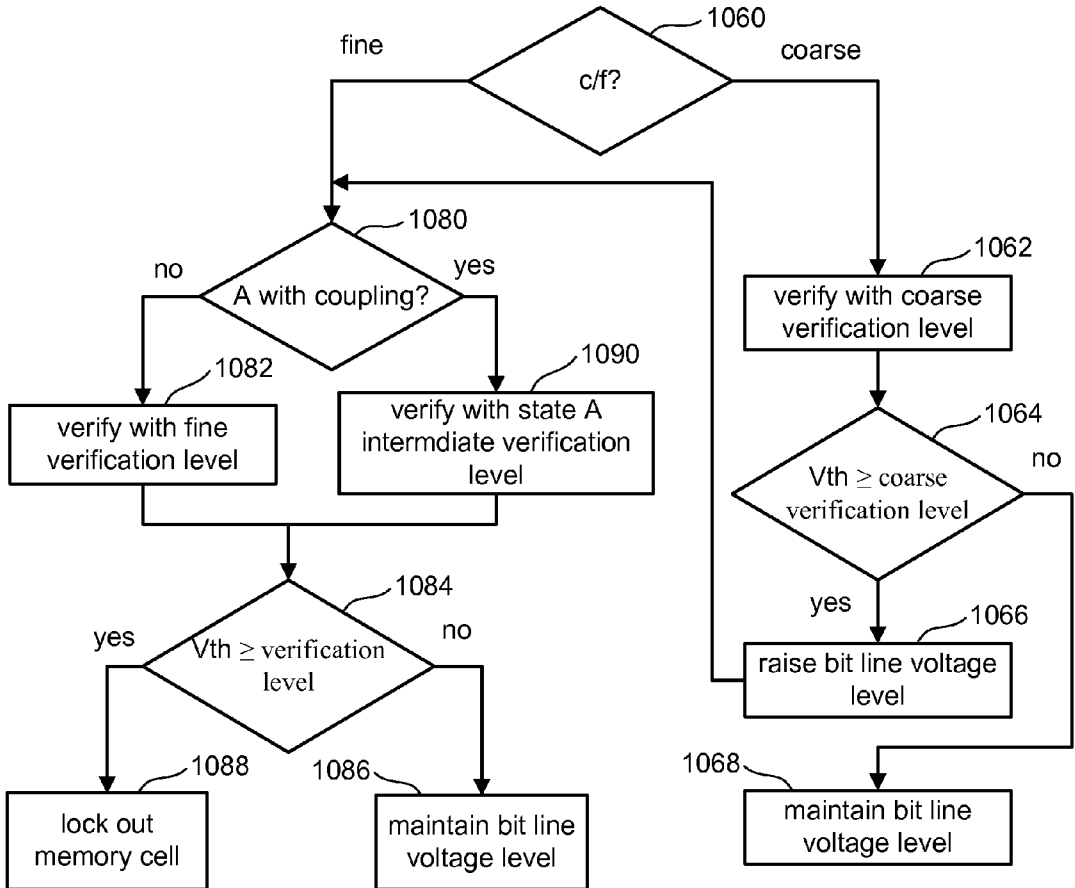 1060
fine
coarse
c/f?
1080
no
yes
A with coupling?
1062
verify with coarse
verification level
1082
verify with fine
verification level
1090
verify with state A
intermdiate verification
level
1064
no
Vth ≥ coarse
verification level
yes
1084
yes
no
Vth ≥ verification
level
1066
raise bit line voltage
level
1088
lock out
memory cell
1086
maintain bit line
voltage level
1068
maintain bit line
voltage level